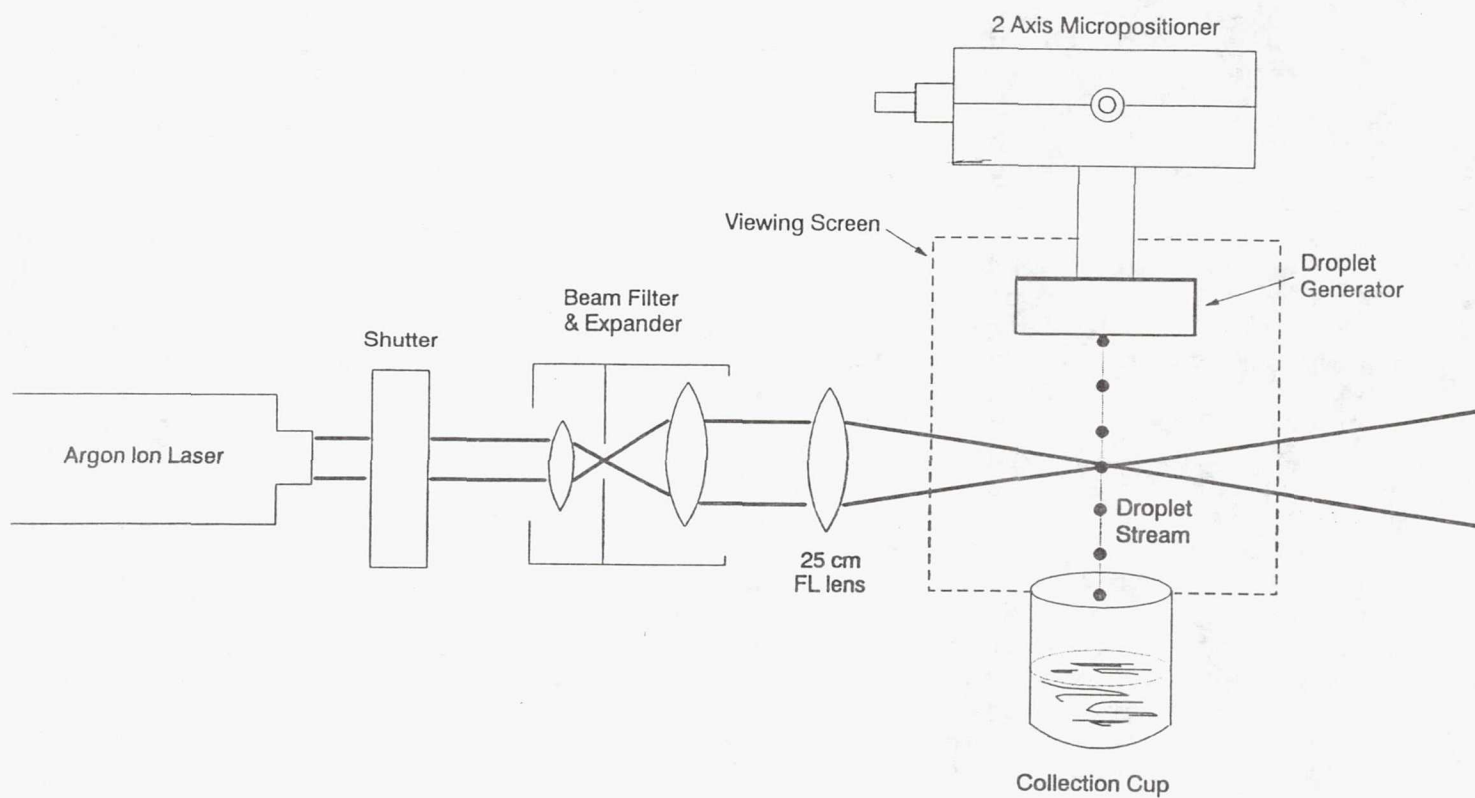 2 Axis Micropositioner
Viewing Screen
Droplet
Generator
Beam Filter
& Expander
Shutter
Argon Ion Laser
Droplet
Stream
25 cm
FL lens
Collection Cup